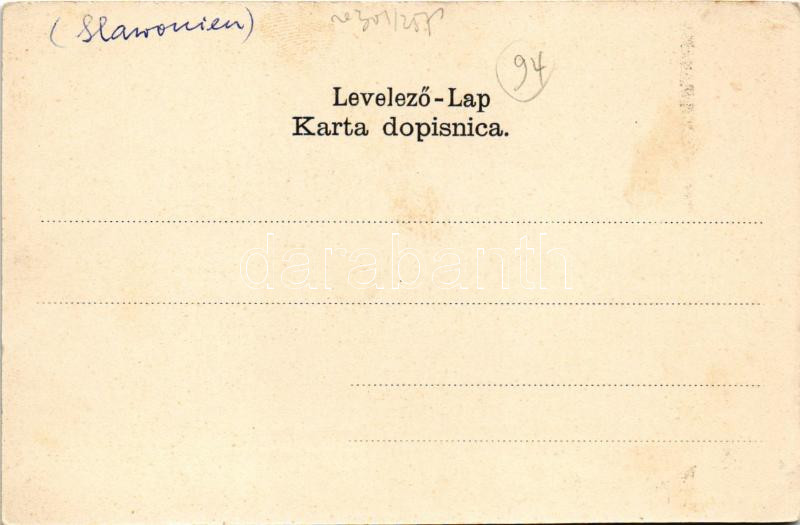 (Slawonien)
94
Levelező-Lap
Karta dopisnica.
darabanth